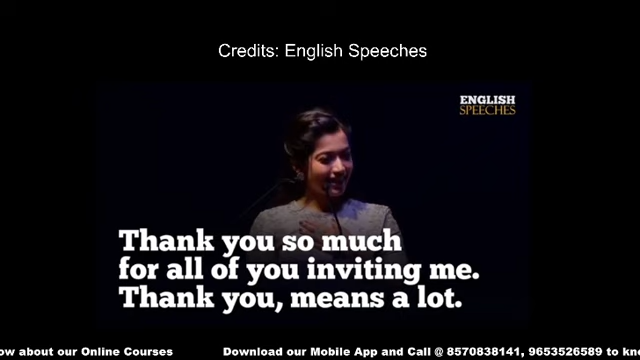 Credits: English Speeches
ENGLISH
SPEECHES
Thank you so much
for all of you inviting me.
Thank you, means a lot.
ow about our Online Courses Download our Mobile App and Call @ 8570838141, 9653526589 to kno